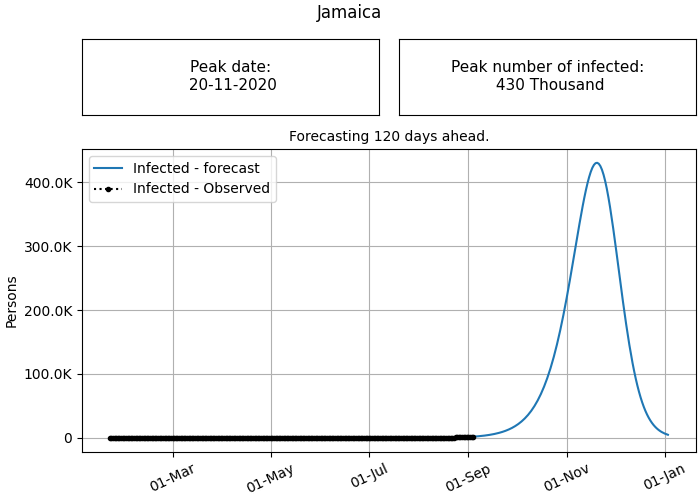 Jamaica
Peak date:
20-11-2020
Peak number of infected:
430 Thousand
Forecasting 120 days ahead.
Infected - forecast
Infected - Observed
400.0K
300.0K
200.0K
100.0K
0
Persons
01-Mar
01-May
01-Jul
01-Sep
01-Nov
01-Jan